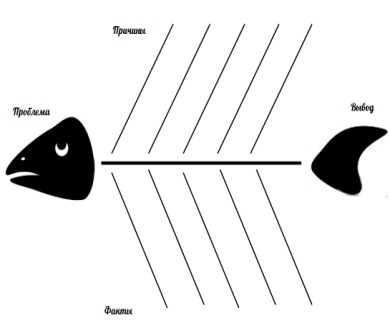 Причины
Проблема
Вывод
Факты